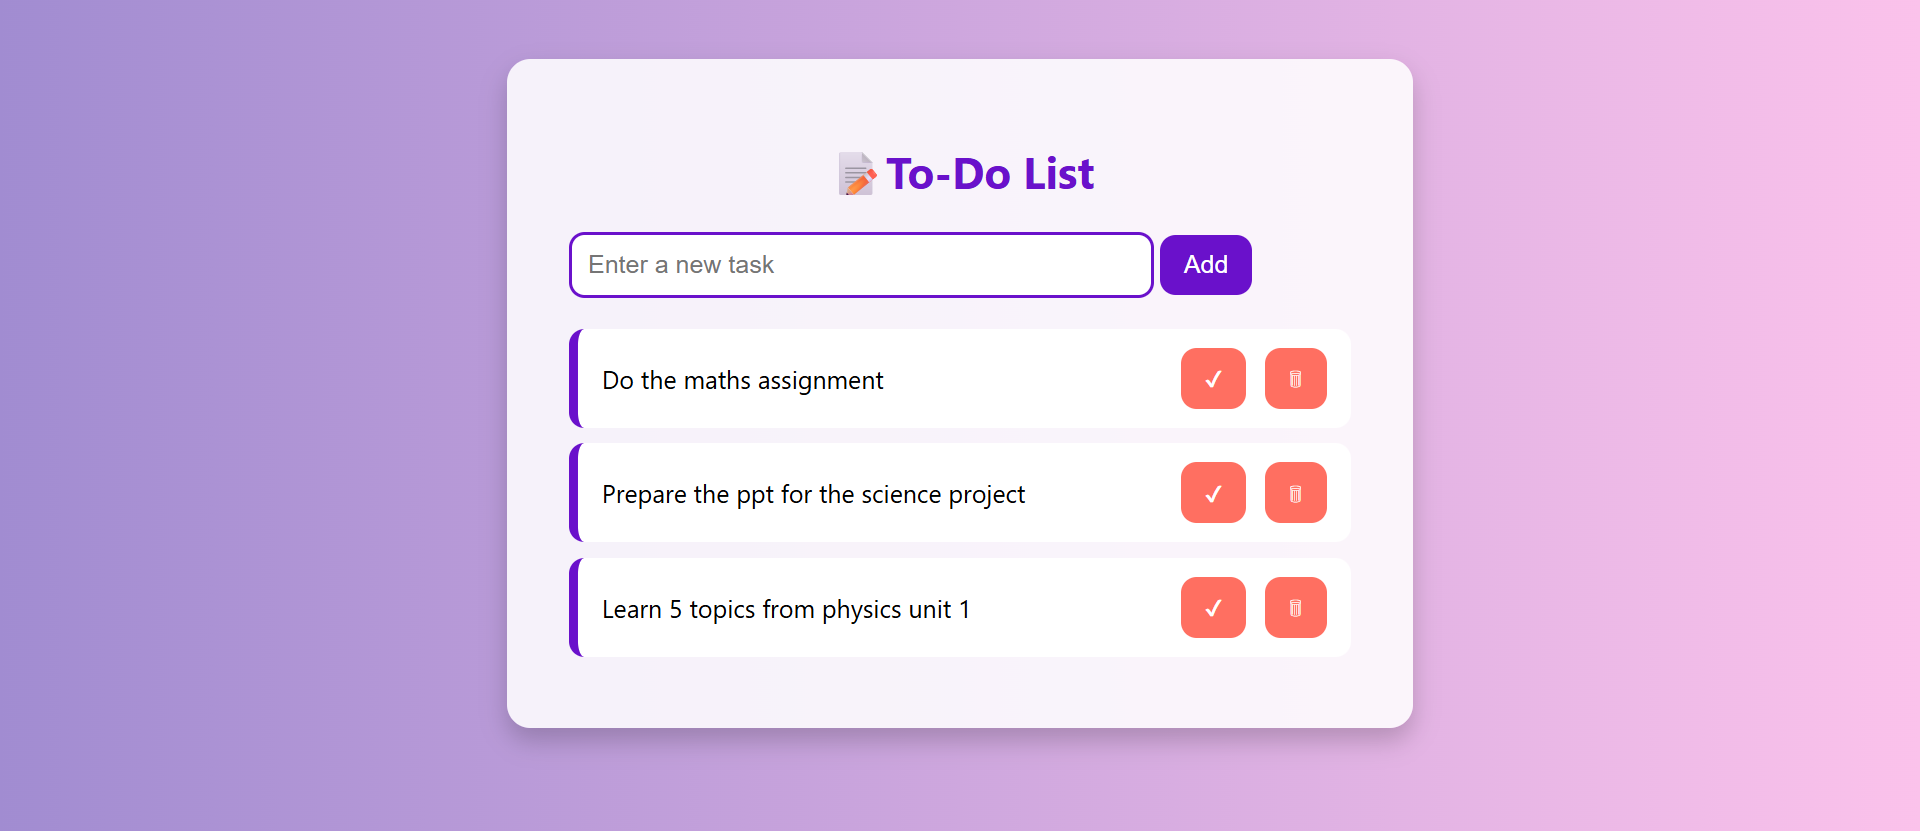 📝 To-Do List
Enter a new task Add
Do the maths assignment ✓ 🗑
Prepare the ppt for the science project ✓ 🗑
Learn 5 topics from physics unit 1 ✓ 🗑